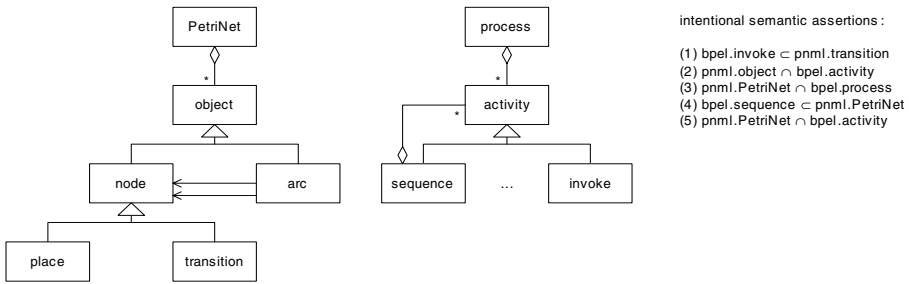 PetriNet
*
object
node
arc
place
transition
process
*
activity
*
sequence
...
invoke
intentional semantic assertions :
(1) bpel.invoke ⊂ pnml.transition
(2) pnml.object ∩ bpel.activity
(3) pnml.PetriNet ∩ bpel.process
(4) bpel.sequence ⊂ pnml.PetriNet
(5) pnml.PetriNet ∩ bpel.activity